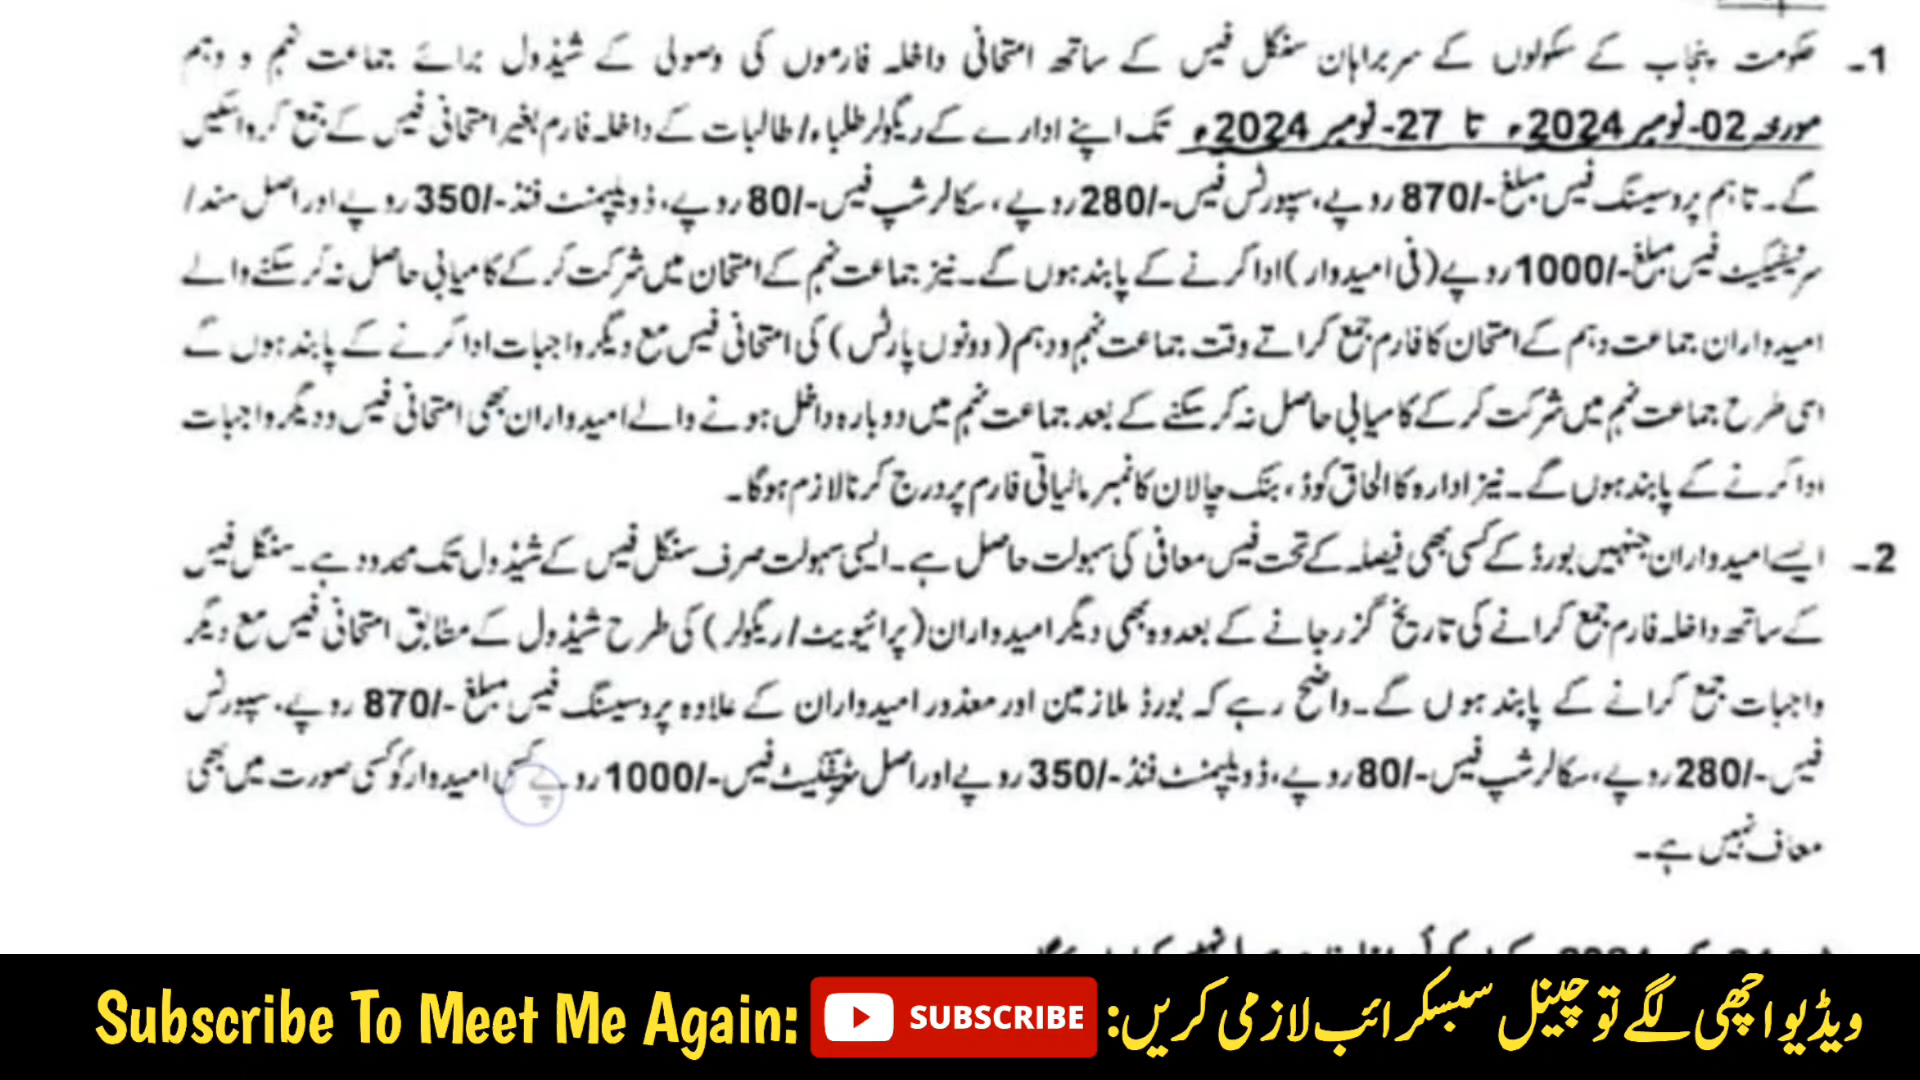 1۔ حکومت پنجاب کے سکولوں کے سربراہان سنگل فیس کے ساتھ امتحانی داخلہ فارموں کی وصولی کے شیڈول برائے جماعت نہم و دہم
مورخہ 02-نومبر 2024ء تا 27-نومبر 2024ء تک اپنے ادارے کے ریگولر طلباء/طالبات کے داخلہ فارم بغیر امتحانی فیس کے جمع کروا سکیں
گے۔ تاہم پروسیسنگ فیس مبلغ -/870 روپے، سپورٹس فیس -/280 روپے، سکالرشپ فیس -/80 روپے، ڈویلپمنٹ فنڈ -/350 روپے اور اصل سند/
سرٹیفکیٹ فیس مبلغ -/1000 روپے (فی امیدوار) ادا کرنے کے پابند ہوں گے۔ نیز جماعت نہم کے امتحان میں شرکت کر کے کامیابی حاصل نہ کر سکنے والے
امیدواران جماعت دہم کے امتحان کا فارم جمع کراتے وقت جماعت نہم و دہم (دونوں پارٹس) کی امتحانی فیس مع دیگر واجبات ادا کرنے کے پابند ہوں گے
اسی طرح جماعت نہم میں شرکت کر کے کامیابی حاصل نہ کر سکنے کے بعد جماعت نہم میں دوبارہ داخل ہونے والے امیدواران بھی امتحانی فیس و دیگر واجبات
ادا کرنے کے پابند ہوں گے۔ نیز ادارہ کا الحاق کوڈ، بنک چالان کا نمبر مالیاتی فارم پر درج کرنا لازم ہوگا۔
2۔ ایسے امیدواران جنہیں بورڈ کے کسی بھی فیصلہ کے تحت فیس معافی کی سہولت حاصل ہے۔ ایسی سہولت صرف سنگل فیس کے شیڈول تک محدود ہے۔ سنگل فیس
کے ساتھ داخلہ فارم جمع کرانے کی تاریخ گزر جانے کے بعد وہ بھی دیگر امیدواران (پرائیویٹ/ریگولر) کی طرح شیڈول کے مطابق امتحانی فیس مع دیگر
واجبات جمع کرانے کے پابند ہوں گے۔ واضح رہے کہ بورڈ ملازمین اور معذور امیدواران کے علاوہ پروسیسنگ فیس مبلغ -/870 روپے، سپورٹس
فیس -/280 روپے، سکالرشپ فیس -/80 روپے، ڈویلپمنٹ فنڈ -/350 روپے اور اصل سرٹیفکیٹ فیس -/1000 روپے کسی امیدوار کو کسی صورت میں بھی
معاف نہیں ہے۔
Subscribe To Meet Me Again: SUBSCRIBE ویڈیو اچھی لگے تو چینل سبسکرائب لازمی کریں: